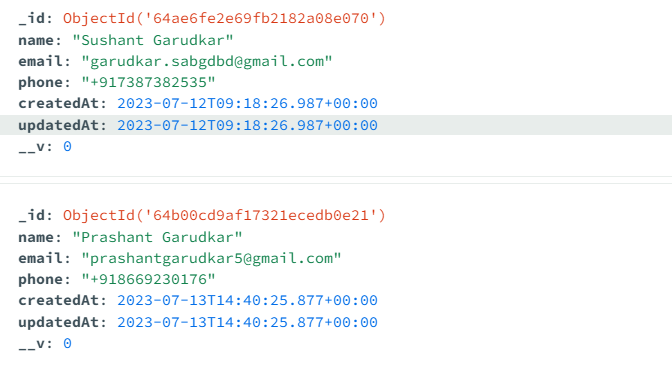 _id: ObjectId('64ae6fe2e69fb2182a08e070')
name: "Sushant Garudkar"
email: "garudkar.sabgdbd@gmail.com"
phone: "+917387382535"
createdAt: 2023-07-12T09:18:26.987+00:00
updatedAt: 2023-07-12T09:18:26.987+00:00
__v: 0
_id: ObjectId('64b00cd9af17321ecedb0e21')
name: "Prashant Garudkar"
email: "prashantgarudkar5@gmail.com"
phone: "+918669230176"
createdAt: 2023-07-13T14:40:25.877+00:00
updatedAt: 2023-07-13T14:40:25.877+00:00
__v: 0